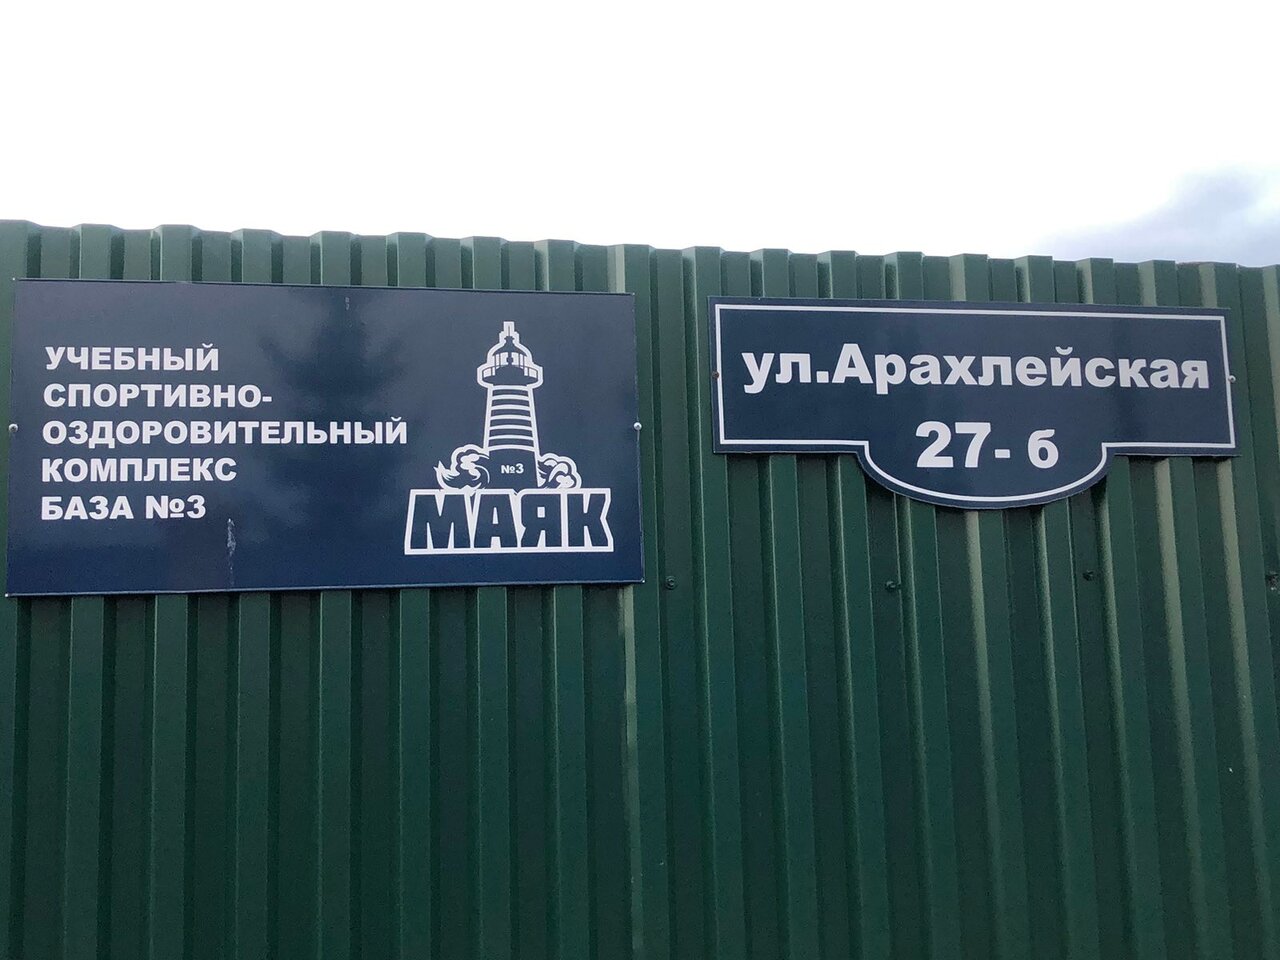 УЧЕБНЫЙ
СПОРТИВНО-
ОЗДОРОВИТЕЛЬНЫЙ
КОМПЛЕКС
БАЗА №3
№3
МАЯК
ул.Арахлейская
27- б